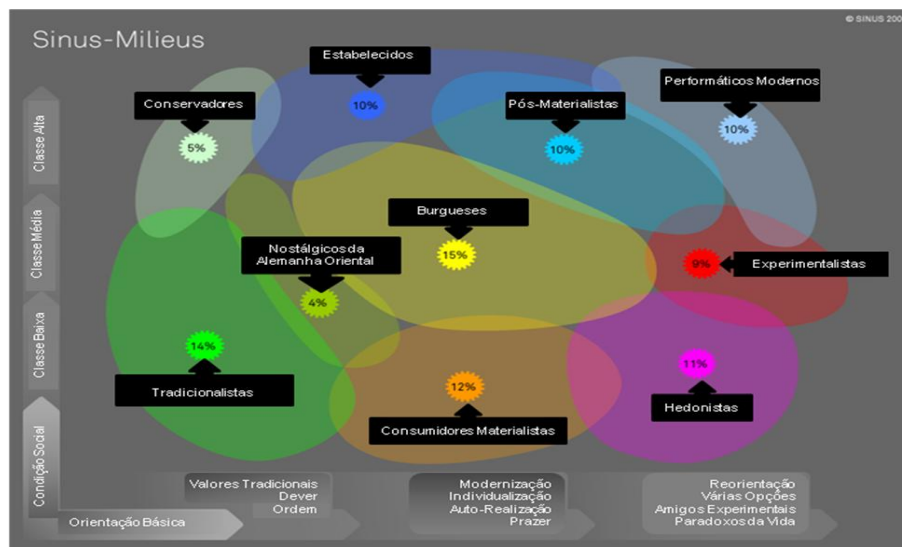 © SINUS 200
Sinus-Milieus
Estabelecidos
10%
Conservadores
5%
Pós-Materialistas
10%
Performáticos Modernos
10%
Burgueses
15%
Nostálgicos da
Alemanha Oriental
4%
Experimentalistas
9%
14%
Tradicionalistas
12%
Consumidores Materialistas
11%
Hedonistas
Classe Alta
Classe Média
Classe Baixa
Condição Social
Orientação Básica
Valores Tradicionais
Dever
Ordem
Modernização
Individualização
Auto-Realização
Prazer
Reorientação
Várias Opções
Amigos Experimentais
Paradoxos da Vida